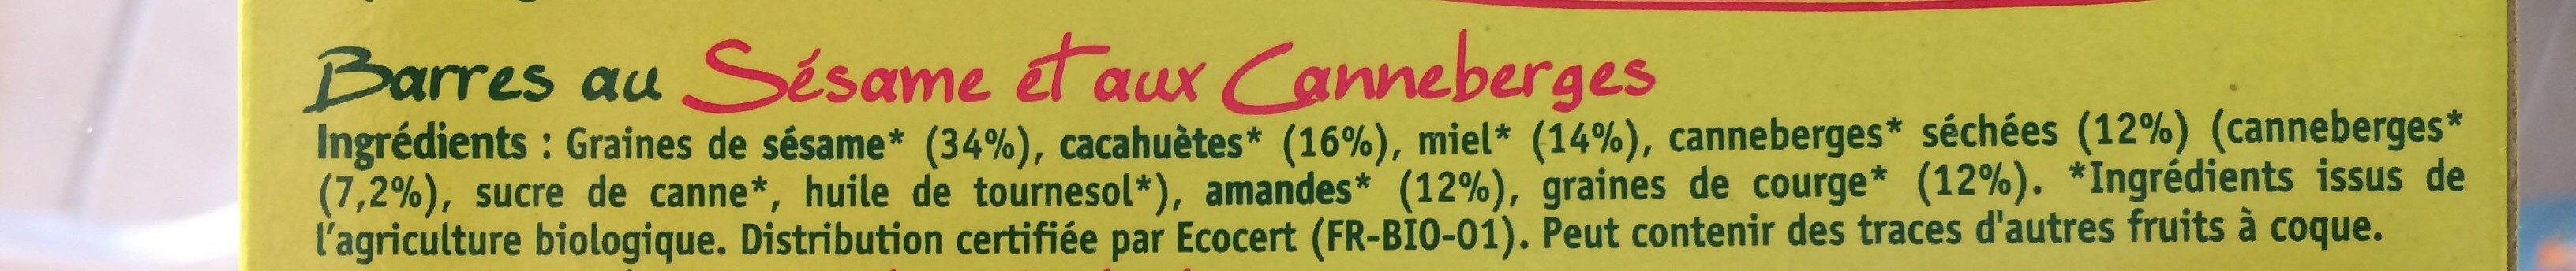 Barres au Sésame et aux Canneberges
Ingrédients : Graines de sésame* (34%), cacahuètes* (16%), miel* (14%), canneberges* séchées (12%) (canneberges*
(7,2%), sucre de canne*, huile de tournesol*), amandes* (12%), graines de courge* (12%). *Ingrédients issus de
l'agriculture biologique. Distribution certifiée par Ecocert (FR-BIO-01). Peut contenir des traces d'autres fruits à coque.